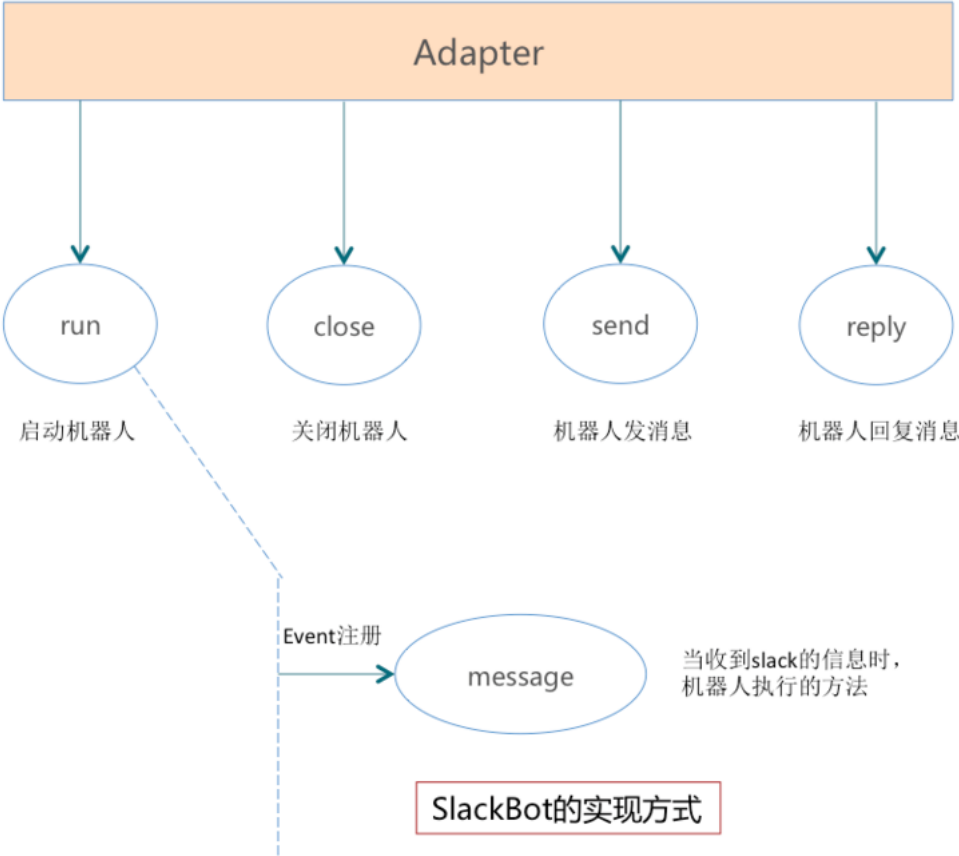 Adapter
run
close
send
reply
启动机器人
关闭机器人
机器人发消息
机器人回复消息
Event注册
message
当收到slack的信息时，
机器人执行的方法
SlackBot的实现方式